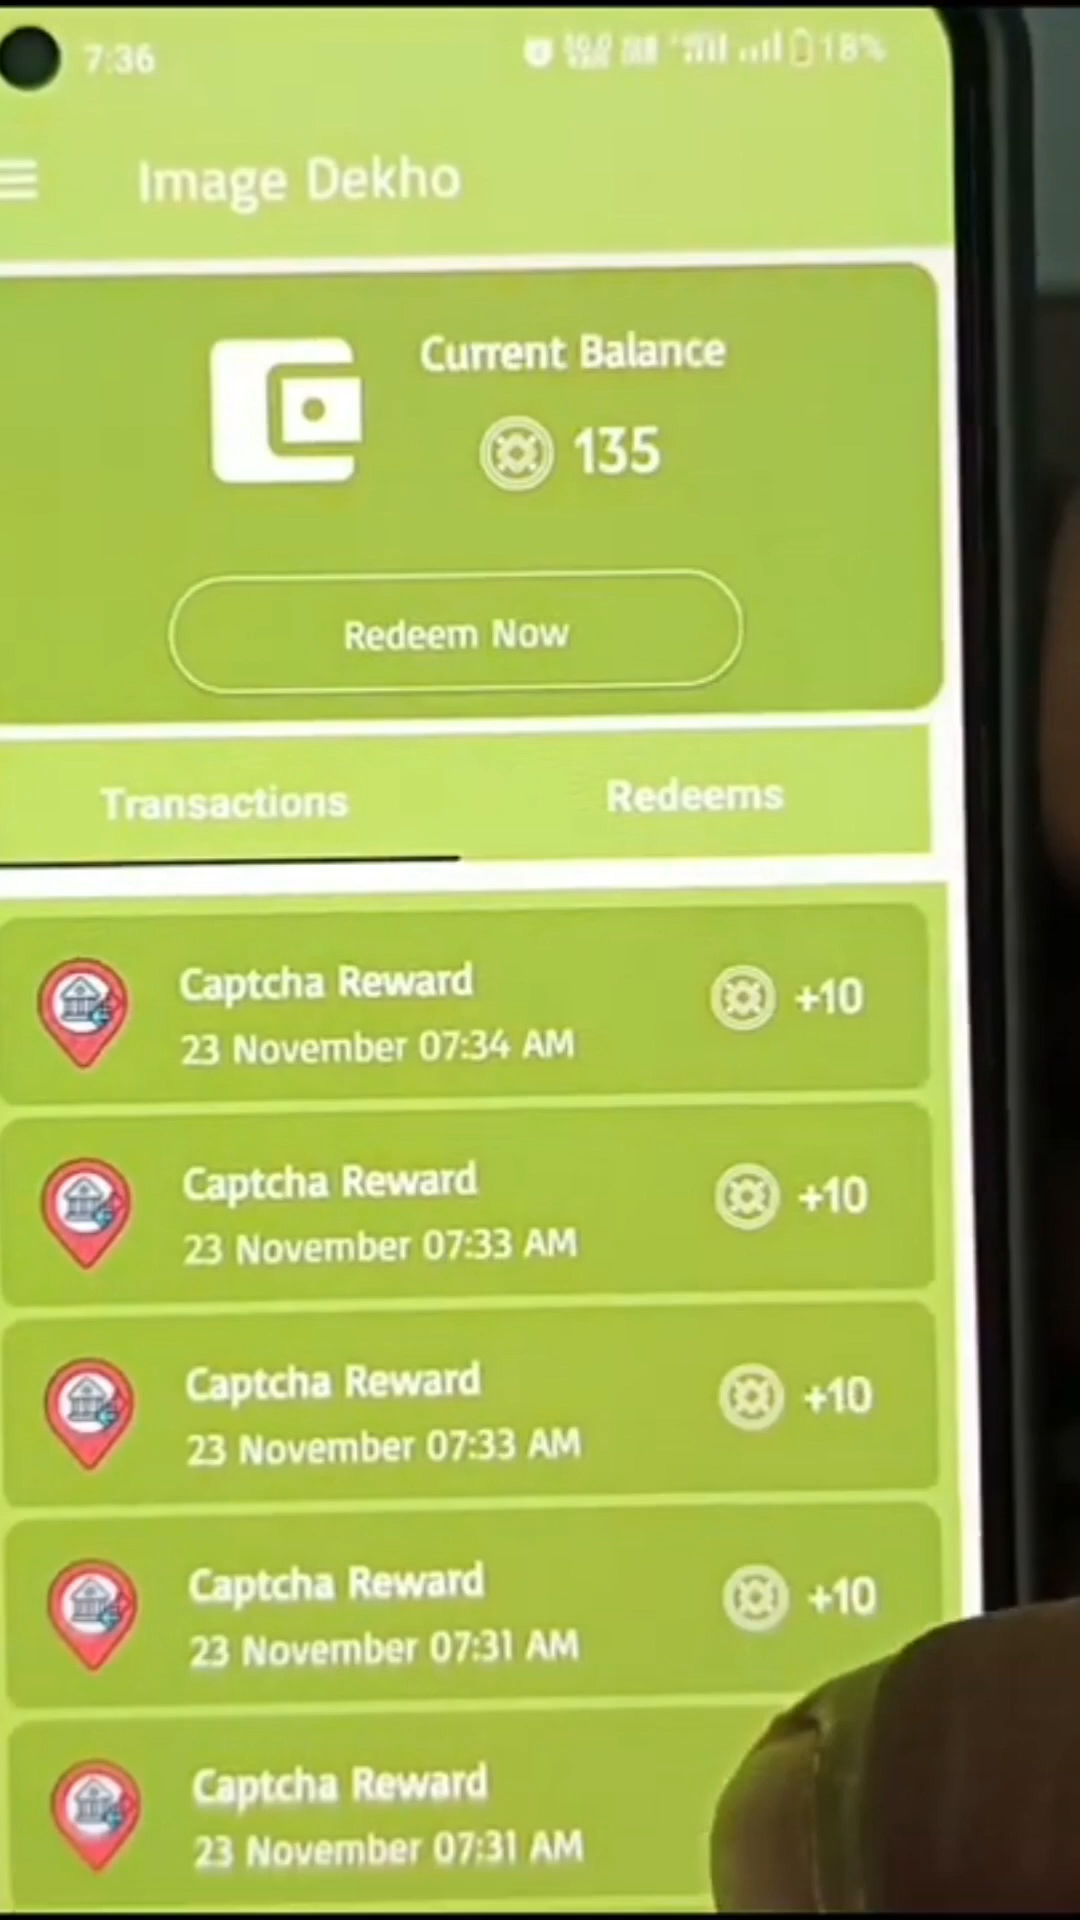 7:36
18%
Image Dekho
Current Balance
135
Redeem Now
Transactions Redeems
Captcha Reward +10
23 November 07:34 AM
Captcha Reward +10
23 November 07:33 AM
Captcha Reward +10
23 November 07:33 AM
Captcha Reward +10
23 November 07:31 AM
Captcha Reward
23 November 07:31 AM